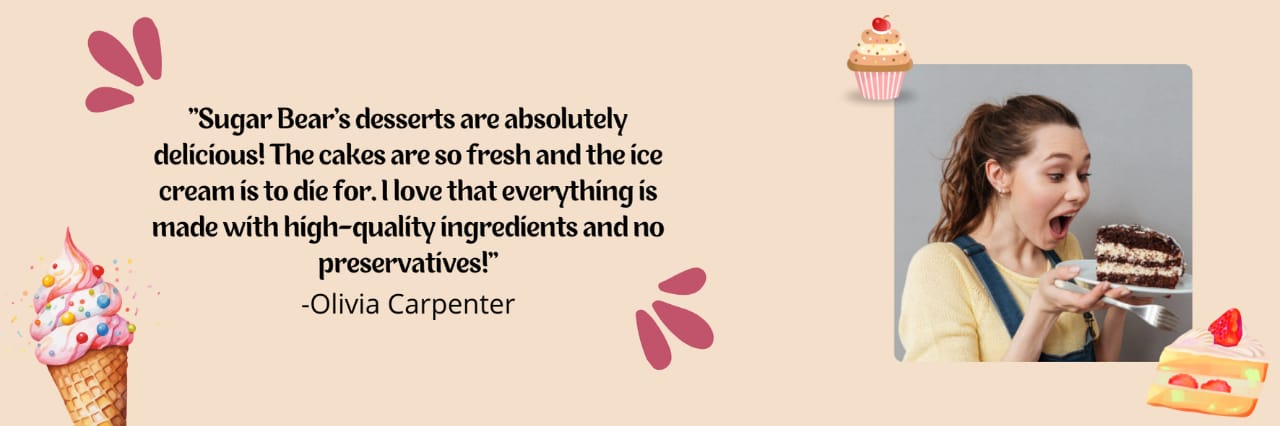 ”Sugar Bear’s desserts are absolutely
delicious! The cakes are so fresh and the ice
cream is to die for. I love that everything is
made with high-quality ingredients and no
preservatives!”
-Olivia Carpenter